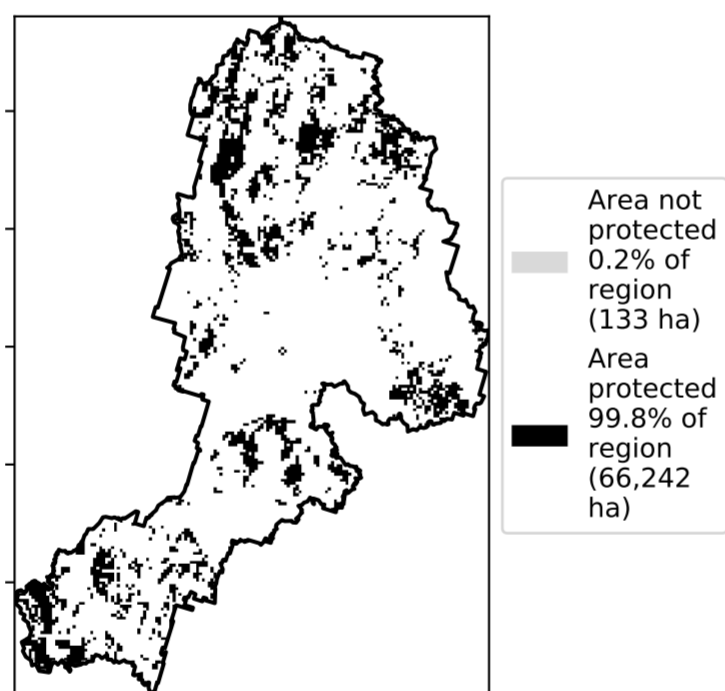 Area not
protected
0.2% of
region
(133 ha)
Area
protected
99.8% of
region
(66,242
ha)